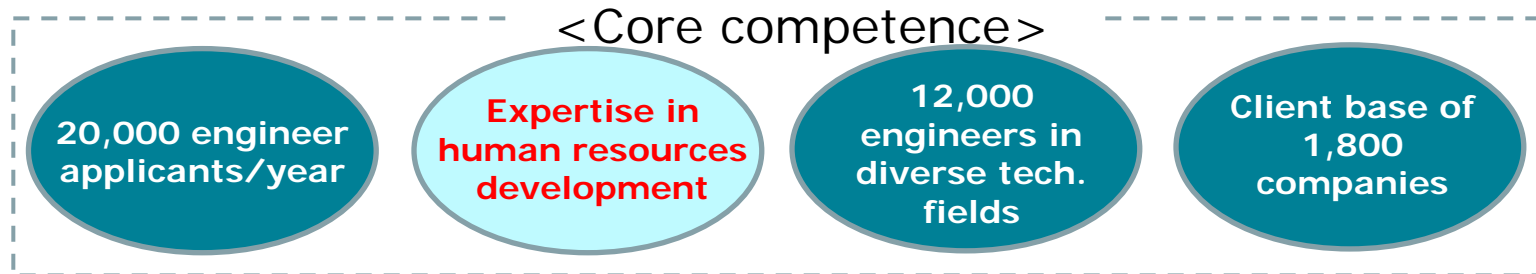 <Core competence>
20,000 engineer
applicants/year
Expertise in
human resources
development
12,000
engineers in
diverse tech.
fields
Client base of
1,800
companies